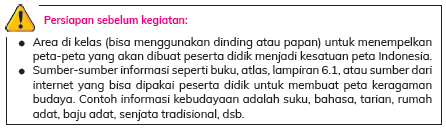 Persiapan sebelum kegiatan:
● Area di kelas (bisa menggunakan dinding atau papan) untuk menempelkan
peta-peta yang akan dibuat peserta didik menjadi kesatuan peta Indonesia.
● Sumber-sumber informasi seperti buku, atlas, lampiran 6.1, atau sumber dari
internet yang bisa dipakai peserta didik untuk membuat peta keragaman
budaya. Contoh informasi kebudayaan adalah suku, bahasa, tarian, rumah
adat, baju adat, senjata tradisional, dsb.